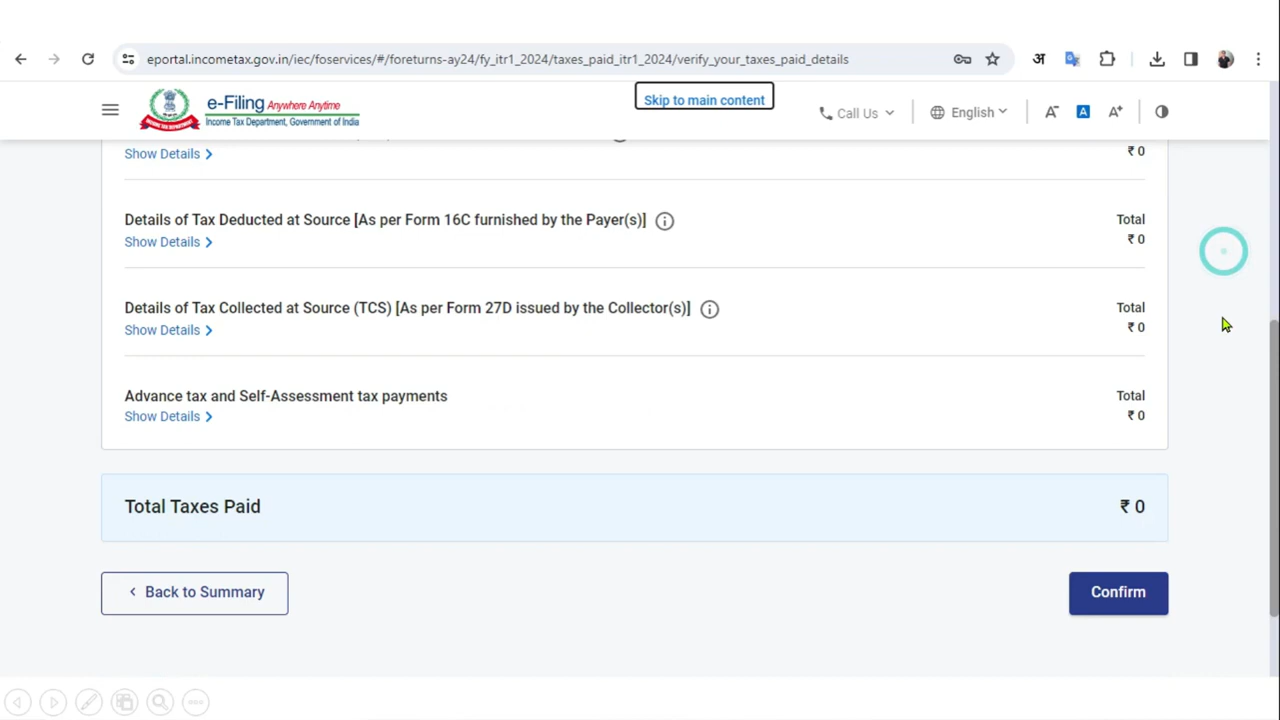 eportal.incometax.gov.in/iec/foservices/#/foreturns-ay24/fy_itr1_2024/taxes_paid_itr1_2024/verify_your_taxes_paid_details
अ
e-Filing Anywhere Anytime
Income Tax Department, Government of India
Skip to main content
Call Us
English
A-
A
A+
Show Details >
₹ 0
Details of Tax Deducted at Source [As per Form 16C furnished by the Payer(s)]
Total
Show Details >
₹ 0
Details of Tax Collected at Source (TCS) [As per Form 27D issued by the Collector(s)]
Total
Show Details >
₹ 0
Advance tax and Self-Assessment tax payments
Total
Show Details >
₹ 0
Total Taxes Paid
₹ 0
< Back to Summary
Confirm